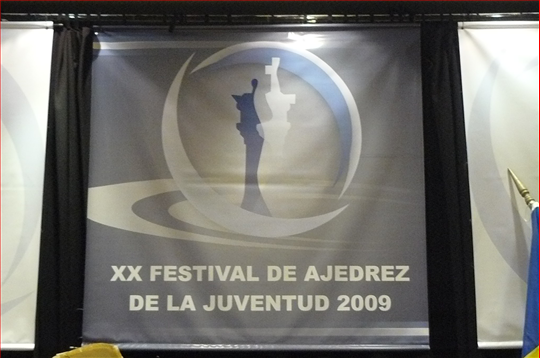 XX FESTIVAL DE AJEDREZ
DE LA JUVENTUD 2009